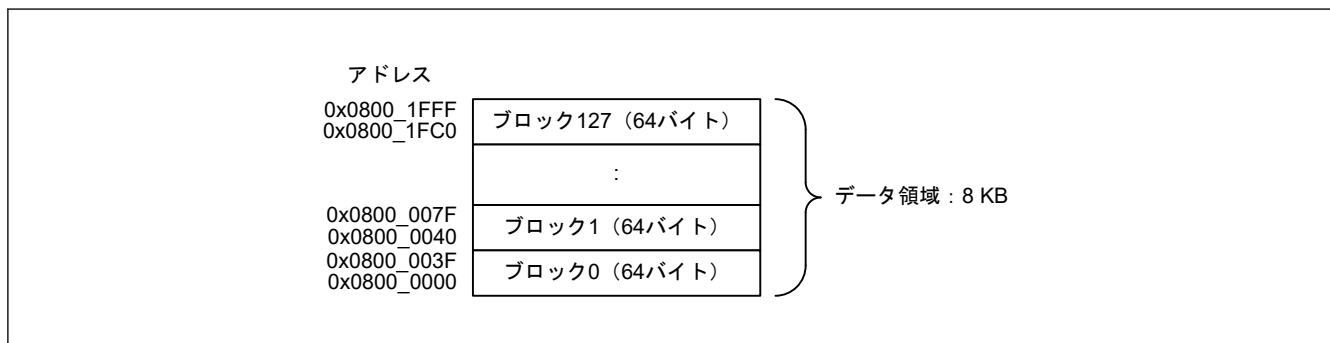 アドレス
0x0800_1FFF
0x0800_1FC0
ブロック127（64バイト）
:
データ領域：8 KB
0x0800_007F
0x0800_0040
ブロック1（64バイト）
0x0800_003F
0x0800_0000
ブロック0（64バイト）